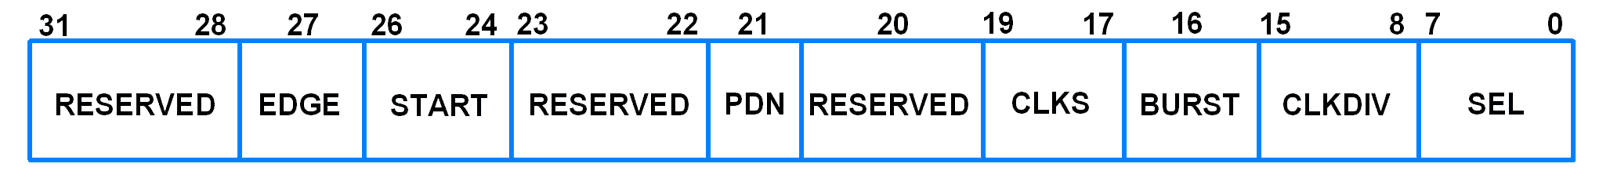 31 28 27 26 24 23 22 21 20 19 17 16 15 8 7 0
RESERVED EDGE START RESERVED PDN RESERVED CLKS BURST CLKDIV SEL